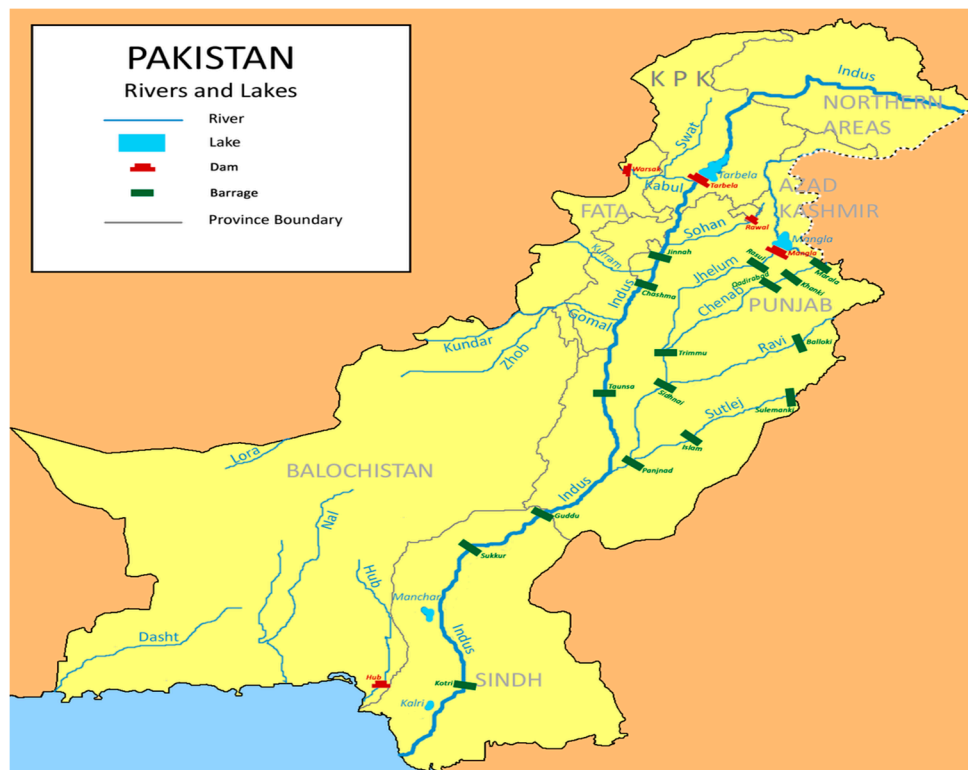 PAKISTAN
Rivers and Lakes
River
Lake
Dam
Barrage
Province Boundary
K P K
Indus
NORTHERN
AREAS
Swat
Warsak
Kabul
Tarbela
Tarbela
AZAD
KASHMIR
FATA
Sohan
Rawal
Mangla
Mangla
Kurram
Jinnah
Jhelum
Rasul
Qadirabad
Marala
Khanki
Chashma
Indus
Chenab
PUNJAB
Gomal
Kundar
Zhob
Trimmu
Ravi
Balloki
Sidhnai
Taunsa
Sutlej
Sulemanki
Islam
Lora
BALOCHISTAN
Panjnad
Indus
Nal
Guddu
Sukkur
Hub
Manchar
Indus
Dasht
Hub
Kotri
SINDH
Kalri